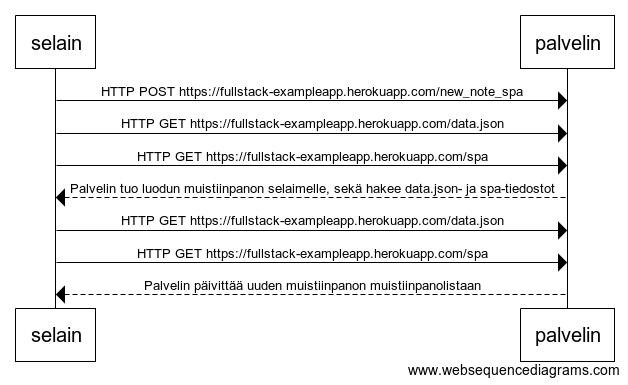 selain
palvelin
HTTP POST https://fullstack-exampleapp.herokuapp.com/new_note_spa
HTTP GET https://fullstack-exampleapp.herokuapp.com/data.json
HTTP GET https://fullstack-exampleapp.herokuapp.com/spa
Palvelin tuo luodun muistiinpanon selaimelle, sekä hakee data.json- ja spa-tiedostot
HTTP GET https://fullstack-exampleapp.herokuapp.com/data.json
HTTP GET https://fullstack-exampleapp.herokuapp.com/spa
Palvelin päivittää uuden muistiinpanon muistiinpanolistaan
selain
palvelin
www.websequencediagrams.com